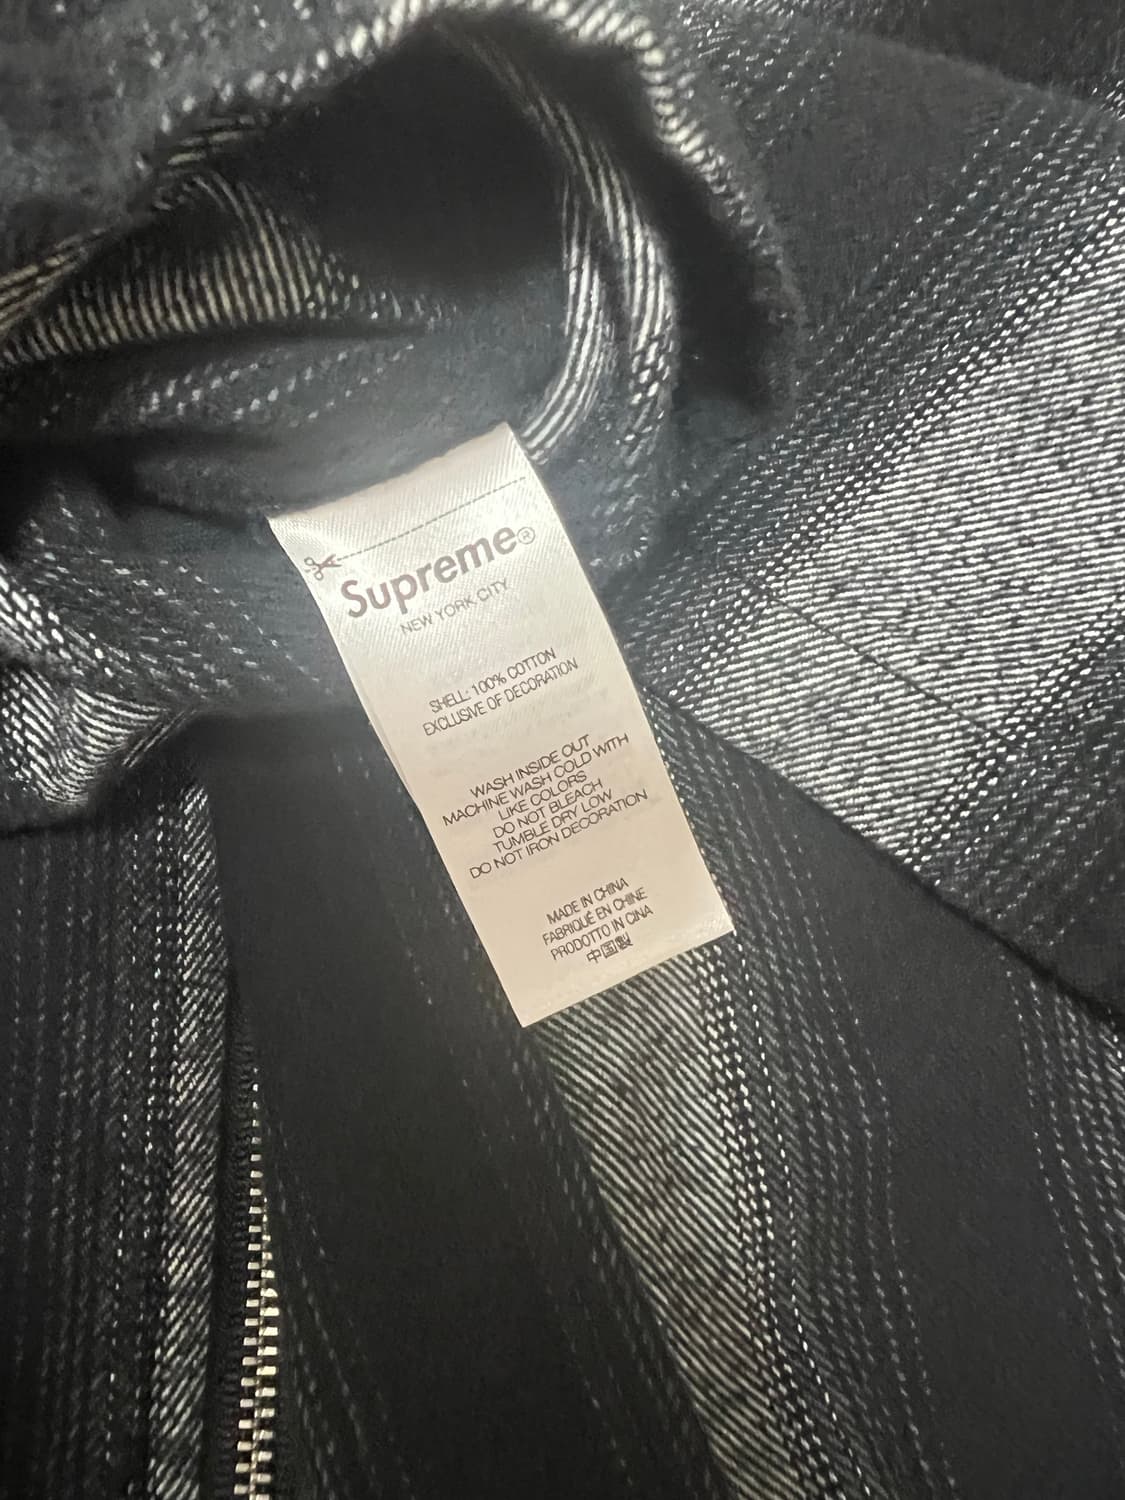 Supreme®
NEW YORK CITY
SHELL: 100% COTTON
EXCLUSIVE OF DECORATION
WASH INSIDE OUT
MACHINE WASH COLD WITH
LIKE COLORS
DO NOT BLEACH
TUMBLE DRY LOW
DO NOT IRON DECORATION
MADE IN CHINA
FABRIQUÉ EN CHINE
PRODOTTO IN CINA
中国製